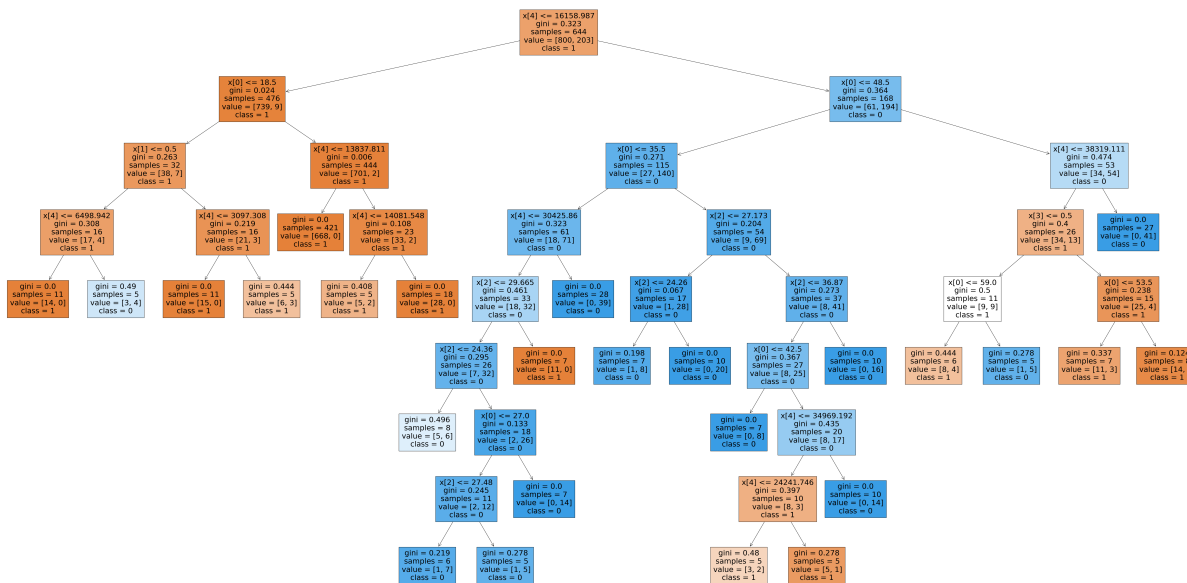 x[4] <= 16158.987
gini = 0.323
samples = 644
value = [800, 203]
class = 1
x[0] <= 18.5
gini = 0.024
samples = 476
value = [739, 9]
class = 1
x[0] <= 48.5
gini = 0.364
samples = 168
value = [61, 194]
class = 0
x[1] <= 0.5
gini = 0.263
samples = 32
value = [38, 7]
class = 1
x[4] <= 13837.811
gini = 0.006
samples = 444
value = [701, 2]
class = 1
x[0] <= 35.5
gini = 0.271
samples = 115
value = [27, 140]
class = 0
x[4] <= 38319.111
gini = 0.474
samples = 53
value = [34, 54]
class = 0
x[4] <= 6498.942
gini = 0.308
samples = 16
value = [17, 4]
class = 1
x[4] <= 3097.308
gini = 0.219
samples = 16
value = [21, 3]
class = 1
gini = 0.0
samples = 421
value = [668, 0]
class = 1
x[4] <= 14081.548
gini = 0.108
samples = 23
value = [33, 2]
class = 1
x[4] <= 30425.86
gini = 0.323
samples = 61
value = [18, 71]
class = 0
x[2] <= 27.173
gini = 0.204
samples = 54
value = [9, 69]
class = 0
x[3] <= 0.5
gini = 0.4
samples = 26
value = [34, 13]
class = 1
gini = 0.0
samples = 27
value = [0, 41]
class = 0
gini = 0.0
samples = 11
value = [14, 0]
class = 1
gini = 0.49
samples = 5
value = [3, 4]
class = 0
gini = 0.0
samples = 11
value = [15, 0]
class = 1
gini = 0.444
samples = 5
value = [6, 3]
class = 1
gini = 0.408
samples = 5
value = [5, 2]
class = 1
gini = 0.0
samples = 18
value = [28, 0]
class = 1
x[2] <= 29.665
gini = 0.461
samples = 33
value = [18, 32]
class = 0
gini = 0.0
samples = 28
value = [0, 39]
class = 0
x[2] <= 24.26
gini = 0.067
samples = 17
value = [1, 28]
class = 0
x[2] <= 36.87
gini = 0.273
samples = 37
value = [8, 41]
class = 0
x[0] <= 59.0
gini = 0.5
samples = 11
value = [9, 9]
class = 1
x[0] <= 53.5
gini = 0.238
samples = 15
value = [25, 4]
class = 1
x[2] <= 24.36
gini = 0.295
samples = 26
value = [7, 32]
class = 0
gini = 0.0
samples = 7
value = [11, 0]
class = 1
gini = 0.198
samples = 7
value = [1, 8]
class = 0
gini = 0.0
samples = 10
value = [0, 20]
class = 0
x[0] <= 42.5
gini = 0.367
samples = 27
value = [8, 25]
class = 0
gini = 0.0
samples = 10
value = [0, 16]
class = 0
gini = 0.444
samples = 6
value = [8, 4]
class = 1
gini = 0.278
samples = 5
value = [1, 5]
class = 0
gini = 0.337
samples = 7
value = [11, 3]
class = 1
gini = 0.124
samples =
value = [14,
class = 1
gini = 0.496
samples = 8
value = [5, 6]
class = 0
x[0] <= 27.0
gini = 0.133
samples = 18
value = [2, 26]
class = 0
gini = 0.0
samples = 7
value = [0, 8]
class = 0
x[4] <= 34969.192
gini = 0.435
samples = 20
value = [8, 17]
class = 0
x[2] <= 27.48
gini = 0.245
samples = 11
value = [2, 12]
class = 0
gini = 0.0
samples = 7
value = [0, 14]
class = 0
x[4] <= 24241.746
gini = 0.397
samples = 10
value = [8, 3]
class = 1
gini = 0.0
samples = 10
value = [0, 14]
class = 0
gini = 0.219
samples = 6
value = [1, 7]
class = 0
gini = 0.278
samples = 5
value = [1, 5]
class = 0
gini = 0.48
samples = 5
value = [3, 2]
class = 1
gini = 0.278
samples = 5
value = [5, 1]
class = 1